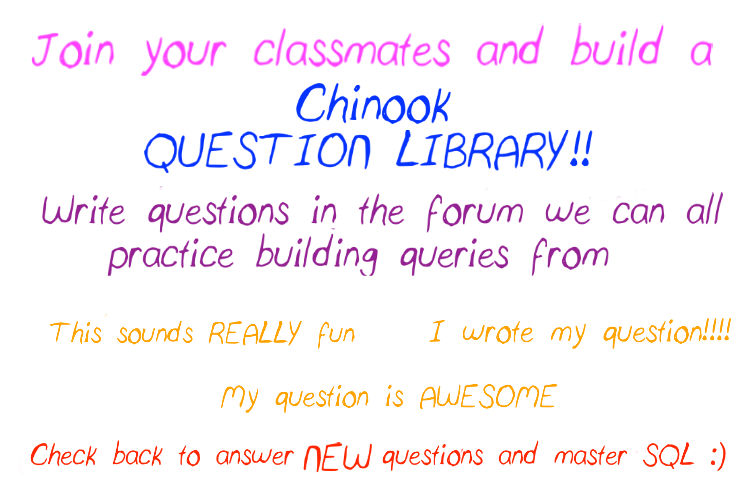 Join your classmates and build a
Chinook
QUESTION LIBRARY!!
Write questions in the forum we can all
practice building queries from
This sounds REALLY fun
I wrote my question!!!!
My question is AWESOME
Check back to answer NEW questions and master SQL :)